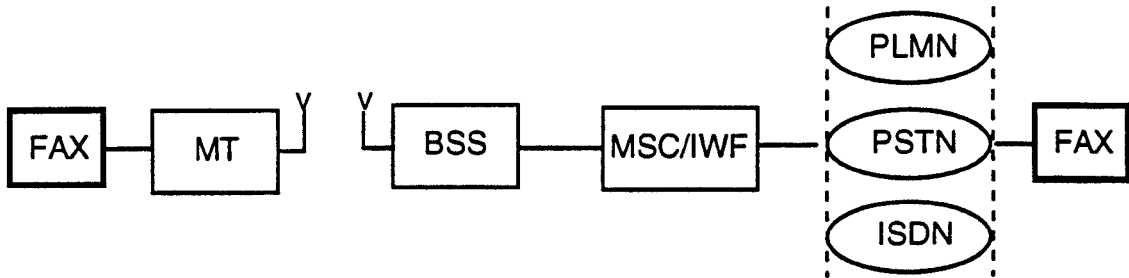 PLMN
FAX
MT
BSS
MSC/IWF
PSTN
FAX
ISDN